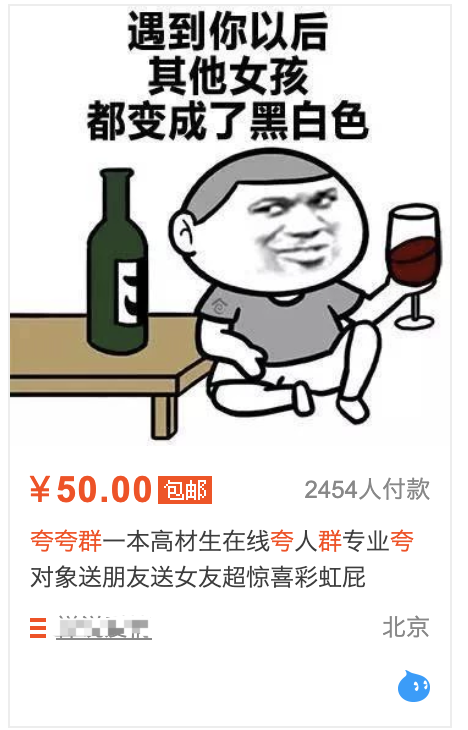 遇到你以后
其他女孩
都变成了黑白色
¥50.00 包邮 2454人付款
夸夸群一本高材生在线夸人群专业夸
对象送朋友送女友超惊喜彩虹屁
北京